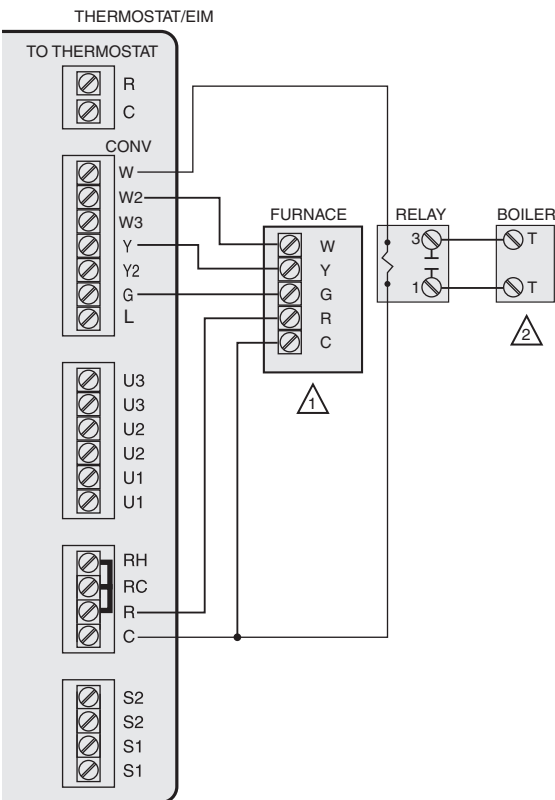 THERMOSTAT/EIM
TO THERMOSTAT
R
C
CONV
W
W2
W3
Y
Y2
G
L
U3
U3
U2
U2
U1
U1
RH
RC
R
C
S2
S2
S1
S1
FURNACE
W
Y
G
R
C
1
RELAY
3
1
BOILER
T
T
2